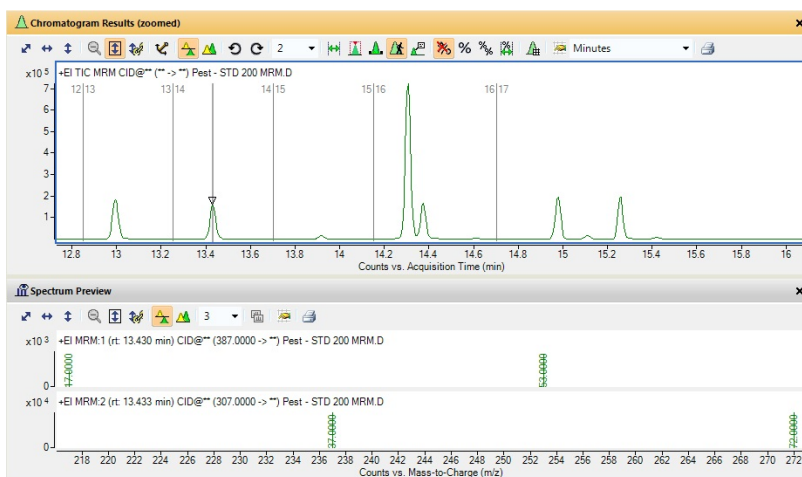 Chromatogram Results (zoomed)
2 % Minutes
x10 5 +EI TIC MRM CID@** (** -> **) Pest - STD 200 MRM.D
12 13 13 14 14 15 15 16 16 17
7
6
5
4
3
2
1
12.8 13 13.2 13.4 13.6 13.8 14 14.2 14.4 14.6 14.8 15 15.2 15.4 15.6 15.8 16
Counts vs. Acquisition Time (min)
Spectrum Preview
3
x10 3 +EI MRM:1 (rt: 13.430 min) CID@** (387.0000 -> **) Pest - STD 200 MRM.D
17.0000 53.0000
0
x10 4 +EI MRM:2 (rt: 13.433 min) CID@** (307.0000 -> **) Pest - STD 200 MRM.D
37.0000 72.0000
0
218 220 222 224 226 228 230 232 234 236 238 240 242 244 246 248 250 252 254 256 258 260 262 264 266 268 270 272
Counts vs. Mass-to-Charge (m/z)